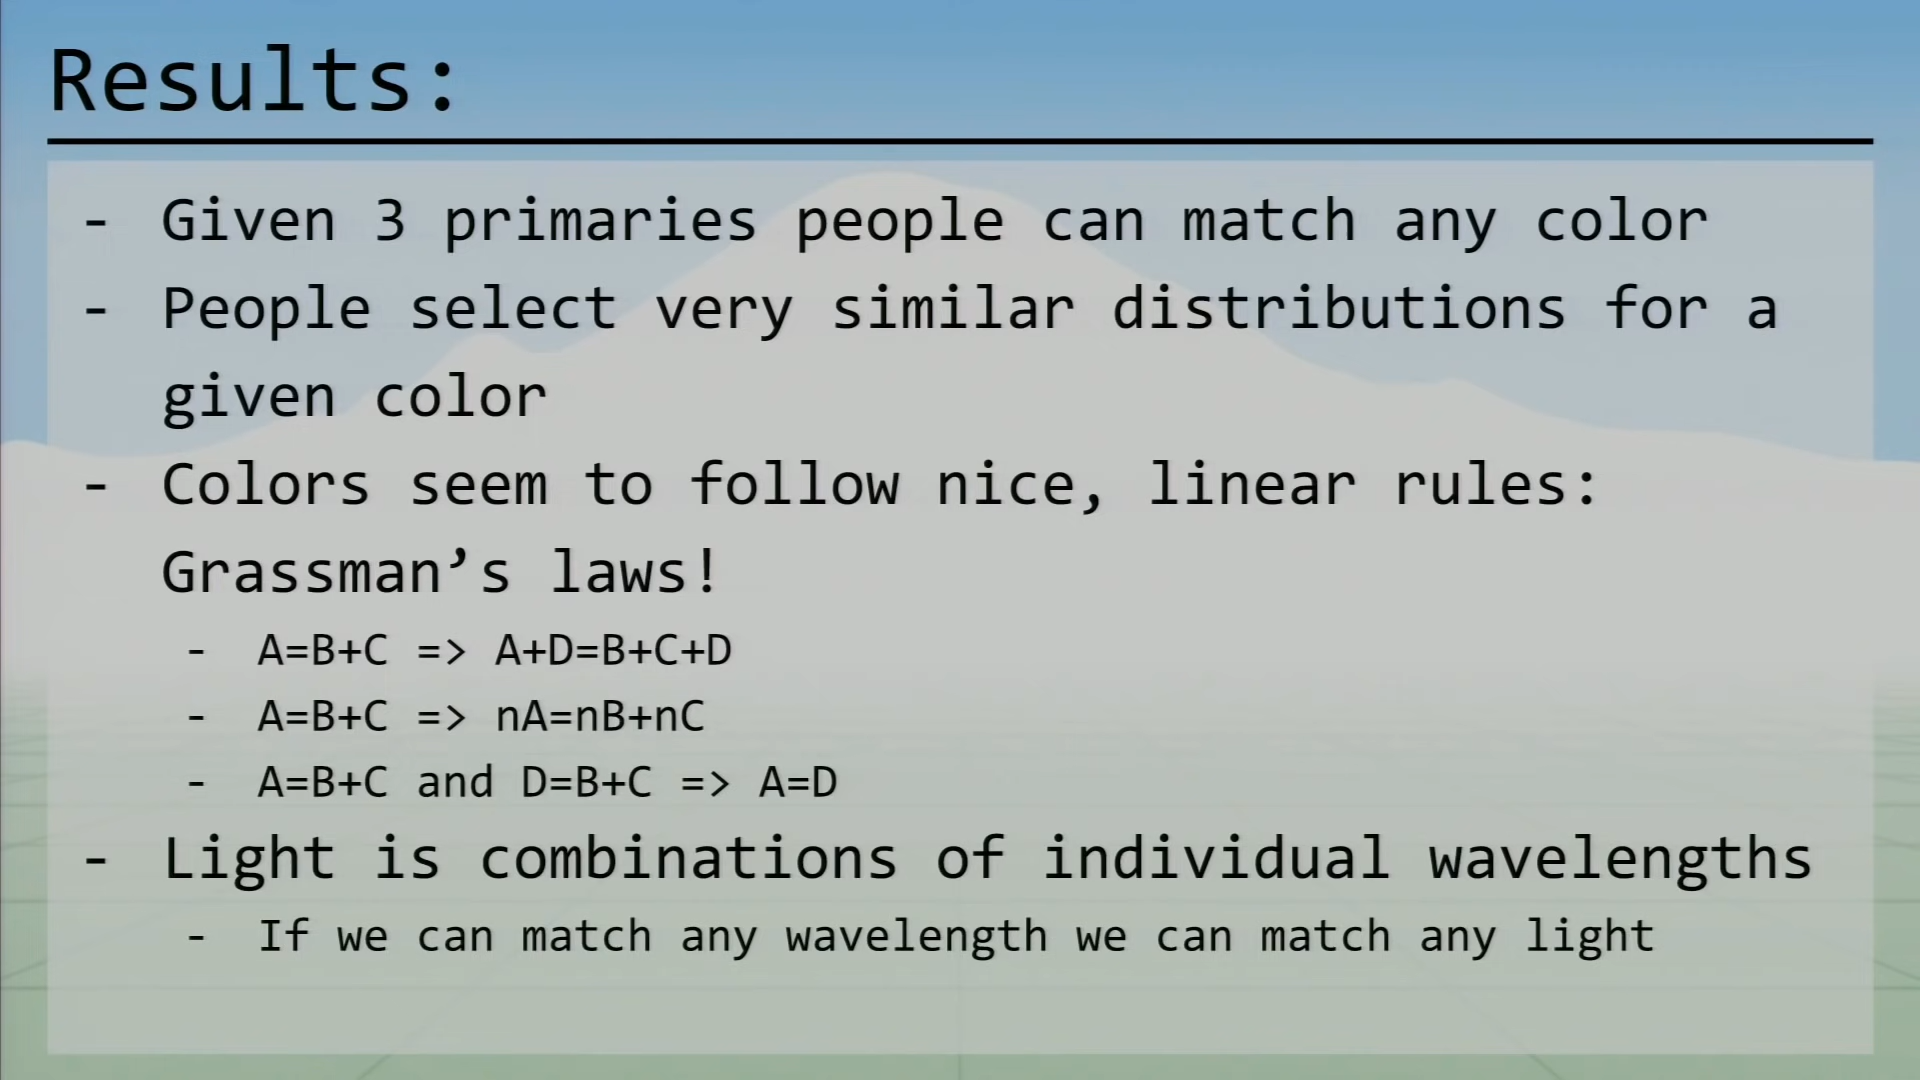 Results:
- Given 3 primaries people can match any color
- People select very similar distributions for a
given color
- Colors seem to follow nice, linear rules:
Grassman’s laws!
- A=B+C => A+D=B+C+D
- A=B+C => nA=nB+nC
- A=B+C and D=B+C => A=D
- Light is combinations of individual wavelengths
- If we can match any wavelength we can match any light